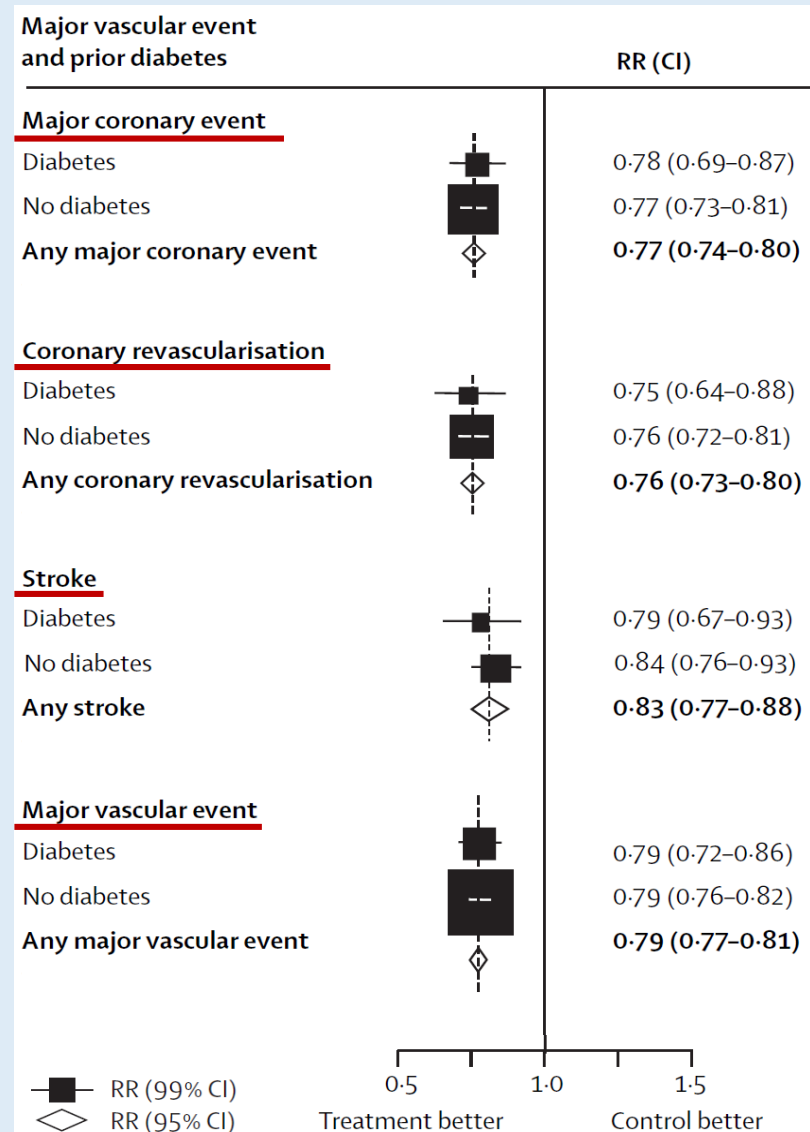 Major vascular event
and prior diabetes
RR (CI)
Major coronary event
Diabetes 0·78 (0·69–0·87)
No diabetes 0·77 (0·73–0·81)
Any major coronary event 0·77 (0·74–0·80)
Coronary revascularisation
Diabetes 0·75 (0·64–0·88)
No diabetes 0·76 (0·72–0·81)
Any coronary revascularisation 0·76 (0·73–0·80)
Stroke
Diabetes 0·79 (0·67–0·93)
No diabetes 0·84 (0·76–0·93)
Any stroke 0·83 (0·77–0·88)
Major vascular event
Diabetes 0·79 (0·72–0·86)
No diabetes 0·79 (0·76–0·82)
Any major vascular event 0·79 (0·77–0·81)
RR (99% CI)
RR (95% CI)
0·5 1·0 1·5
Treatment better Control better